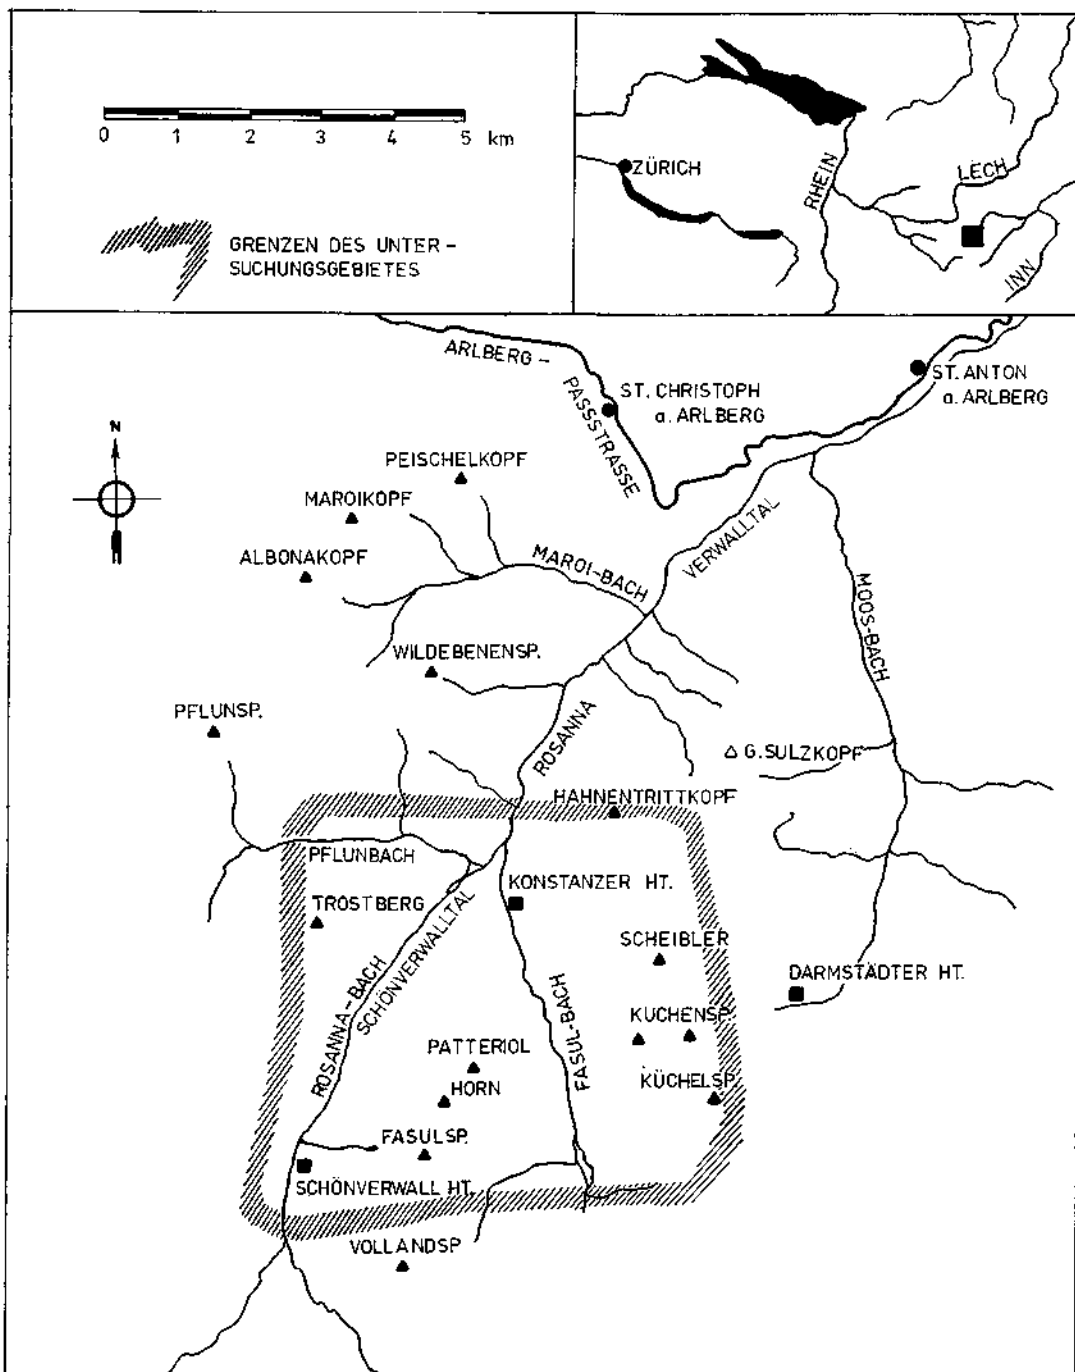 0 1 2 3 4 5 km
GRENZEN DES UNTER-
SUCHUNGSGEBIETES
ZÜRICH
RHEIN
LECH
INN
ARLBERG-
PASSSTRASSE
ST. CHRISTOPH
a. ARLBERG
ST. ANTON
a. ARLBERG
N
PEISCHELKOPF
MAROIKOPF
ALBONAKOPF
MAROI-BACH
VERWALLTAL
MOOS-BACH
WILDEBENENSP.
PFLUNSP.
ROSANNA
G. SULZKOPF
HAHNENTRITTKOPF
PFLUNBACH
KONSTANZER HT.
TROSTBERG
SCHÖNVERWALLTAL
ROSANNA-BACH
SCHEIBLER
DARMSTÄDTER HT.
FASUL-BACH
KUCHENSP.
PATTERIOL
KÜCHELSP.
HORN
FASULSP.
SCHÖNVERWALL HT.
VOLLANDSP